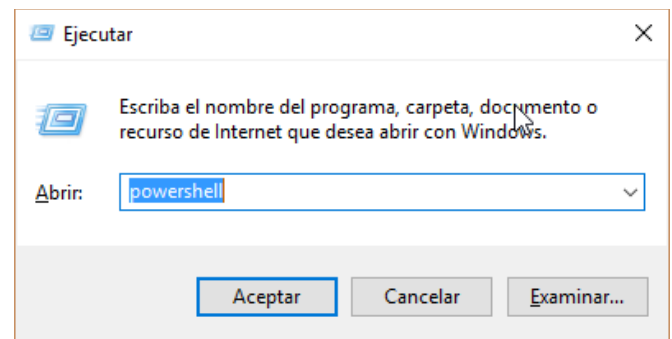 Ejecutar
Escriba el nombre del programa, carpeta, documento o
recurso de Internet que desea abrir con Windows.
Abrir: powershell
Aceptar Cancelar Examinar...